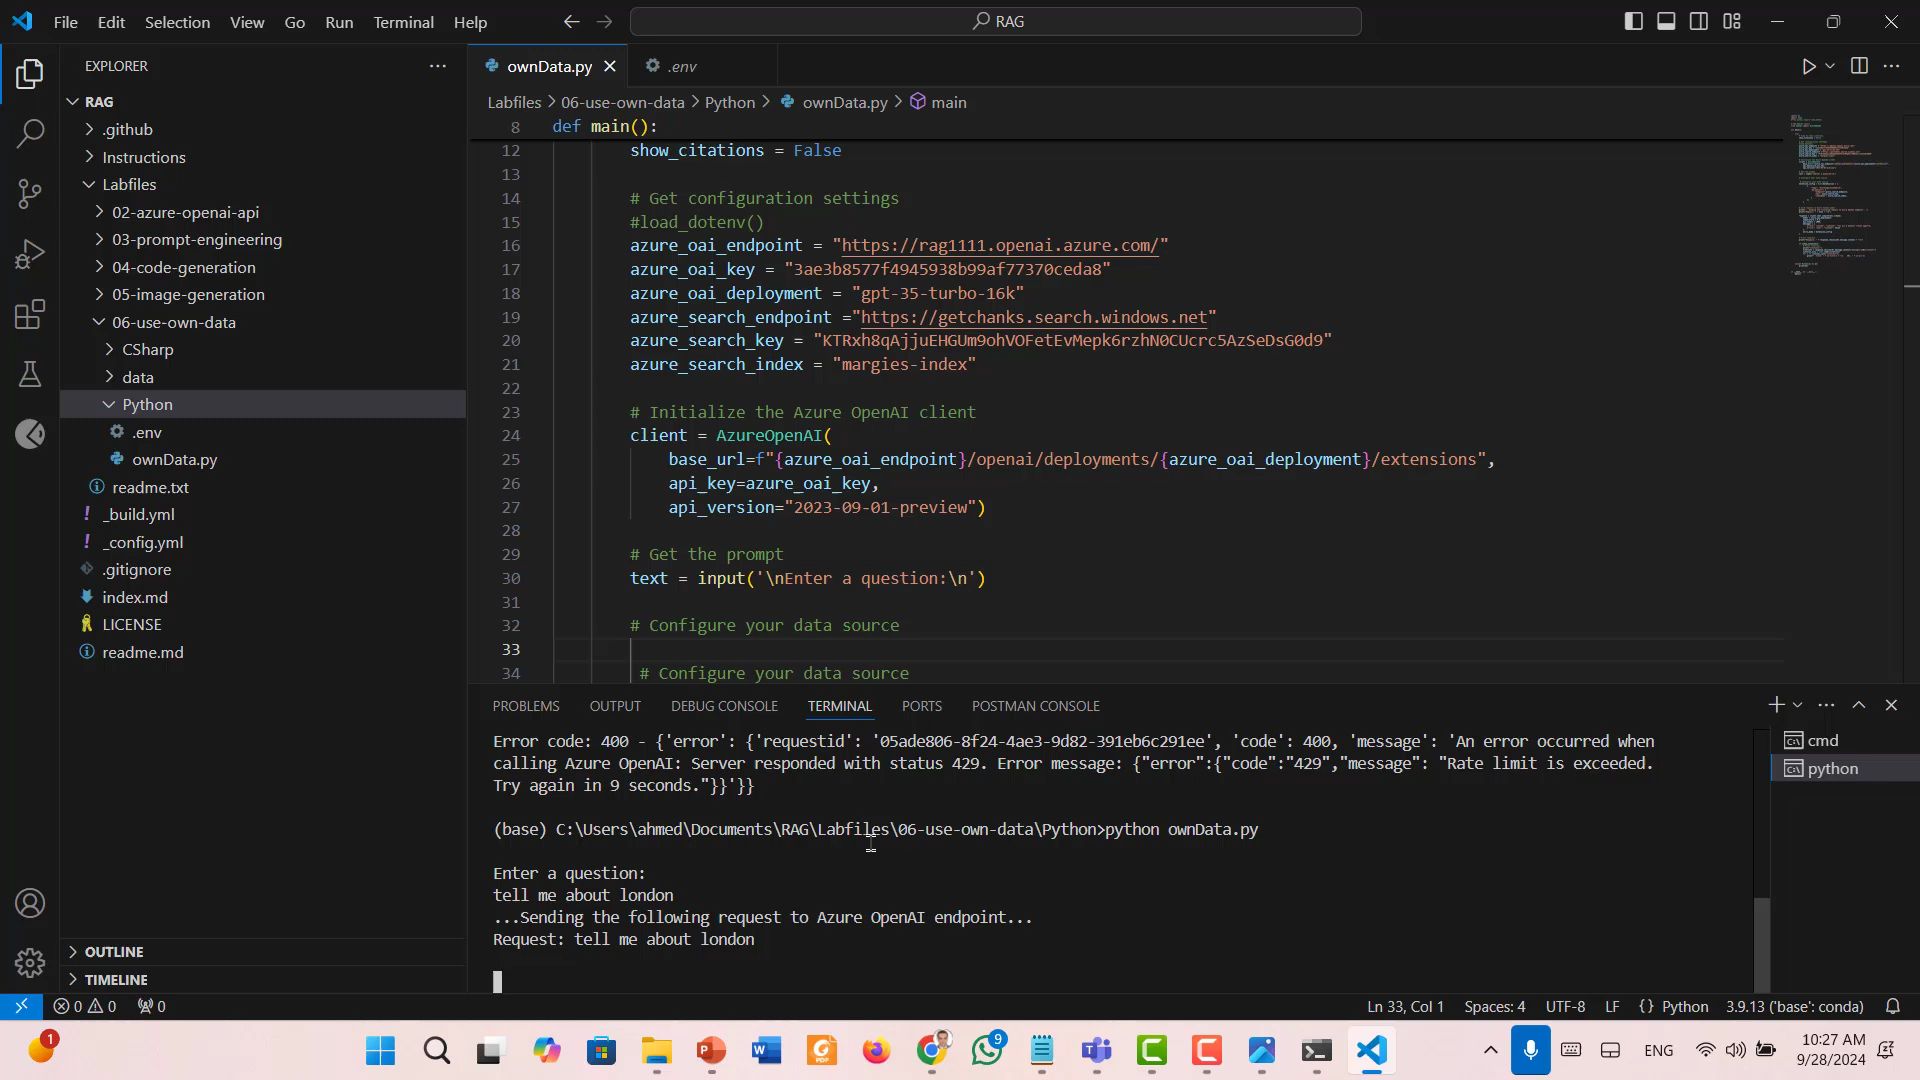 File Edit Selection View Go Run Terminal Help
RAG
EXPLORER
RAG
.github
Instructions
Labfiles
02-azure-openai-api
03-prompt-engineering
04-code-generation
05-image-generation
06-use-own-data
CSharp
data
Python
.env
ownData.py
readme.txt
_build.yml
_config.yml
.gitignore
index.md
LICENSE
readme.md
OUTLINE
TIMELINE
ownData.py
.env
Labfiles > 06-use-own-data > Python > ownData.py > main
8 def main():
12 show_citations = False
13
14 # Get configuration settings
15 #load_dotenv()
16 azure_oai_endpoint = "https://rag1111.openai.azure.com/"
17 azure_oai_key = "3ae3b8577f4945938b99af77370ceda8"
18 azure_oai_deployment = "gpt-35-turbo-16k"
19 azure_search_endpoint ="https://getchanks.search.windows.net"
20 azure_search_key = "KTRxh8qAjjuEHGUm9ohVOFetEvMepk6rzhN0CUcrc5AzSeDsG0d9"
21 azure_search_index = "margies-index"
22
23 # Initialize the Azure OpenAI client
24 client = AzureOpenAI(
25 base_url=f"{azure_oai_endpoint}/openai/deployments/{azure_oai_deployment}/extensions",
26 api_key=azure_oai_key,
27 api_version="2023-09-01-preview")
28
29 # Get the prompt
30 text = input('\nEnter a question:\n')
31
32 # Configure your data source
33
34 # Configure your data source
PROBLEMS OUTPUT DEBUG CONSOLE TERMINAL PORTS POSTMAN CONSOLE
Error code: 400 - {'error': {'requestid': '05ade806-8f24-4ae3-9d82-391eb6c291ee', 'code': 400, 'message': 'An error occurred when
calling Azure OpenAI: Server responded with status 429. Error message: {"error":{"code":"429","message": "Rate limit is exceeded.
Try again in 9 seconds."}}'}}
(base) C:\Users\ahmed\Documents\RAG\Labfiles\06-use-own-data\Python>python ownData.py
Enter a question:
tell me about london
...Sending the following request to Azure OpenAI endpoint...
Request: tell me about london
cmd
python
0 0 0
Ln 33, Col 1 Spaces: 4 UTF-8 LF {} Python 3.9.13 ('base': conda)
1
9
ENG
10:27 AM
9/28/2024